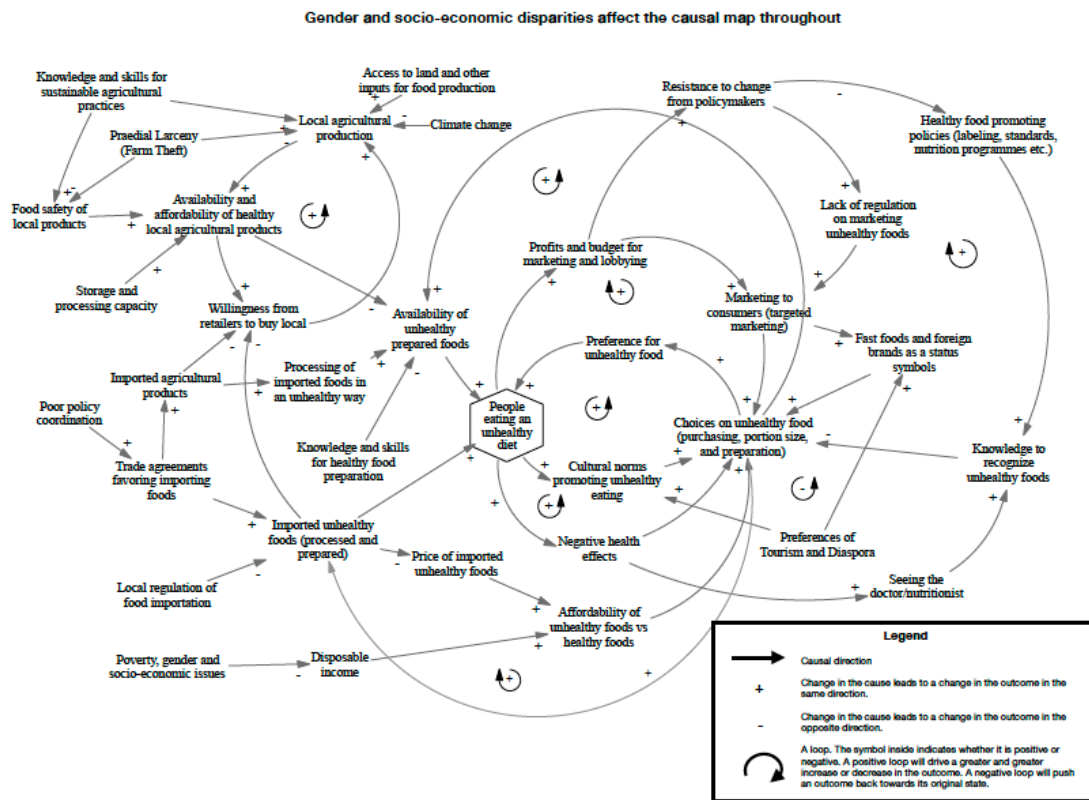 Gender and socio-economic disparities affect the causal map throughout
Knowledge and skills for
sustainable agricultural
practices
Access to land and other
inputs for food production
Resistance to change
from policymakers
-
+
+
Local agricultural
production
-
Climate change
+
-
+
Praedial Larceny
(Farm Theft)
+
Healthy food promoting
policies (labeling, standards,
nutrition programmes etc.)
+-
Food safety of
local products
+
Availability and
affordability of healthy
local agricultural products
+
+
+
+
Lack of regulation
on marketing
unhealthy foods
+
Profits and budget for
marketing and lobbying
+
+
+
Storage and
processing capacity
+
+
+
+
Marketing to
consumers (targeted
marketing)
Willingness from
retailers to buy local
-
Availability of
unhealthy
prepared foods
- -
Preference for
unhealthy food
+
Fast foods and foreign
brands as a status
symbols
Imported agricultural
products
+
Processing of
imported foods in
an unhealthy way
+
-
+
+
+
+
Poor policy
coordination
+
+
People
eating an
unhealthy
diet
+
+
Choices on unhealthy food
(purchasing, portion size,
and preparation)
-
+
Trade agreements
favoring importing
foods
Knowledge and skills
for healthy food
preparation
+
+
Cultural norms
promoting unhealthy
eating
+
+
+
Knowledge to
recognize
unhealthy foods
+
+
+
+
-
+
Imported unhealthy
foods (processed and
prepared)
-
Price of imported
unhealthy foods
+
Negative health
effects
Preferences of
Tourism and Diaspora
-
Local regulation of
food importation
+
Seeing the
doctor/nutritionist
+
Affordability of
unhealthy foods vs
healthy foods
+
Poverty, gender and
socio-economic issues
-
Disposable
income
+
+
Legend
Causal direction
+ Change in the cause leads to a change in the outcome in the
same direction.
- Change in the cause leads to a change in the outcome in the
opposite direction.
A loop. The symbol inside indicates whether it is positive or
negative. A positive loop will drive a greater and greater
increase or decrease in the outcome. A negative loop will push
an outcome back towards its original state.